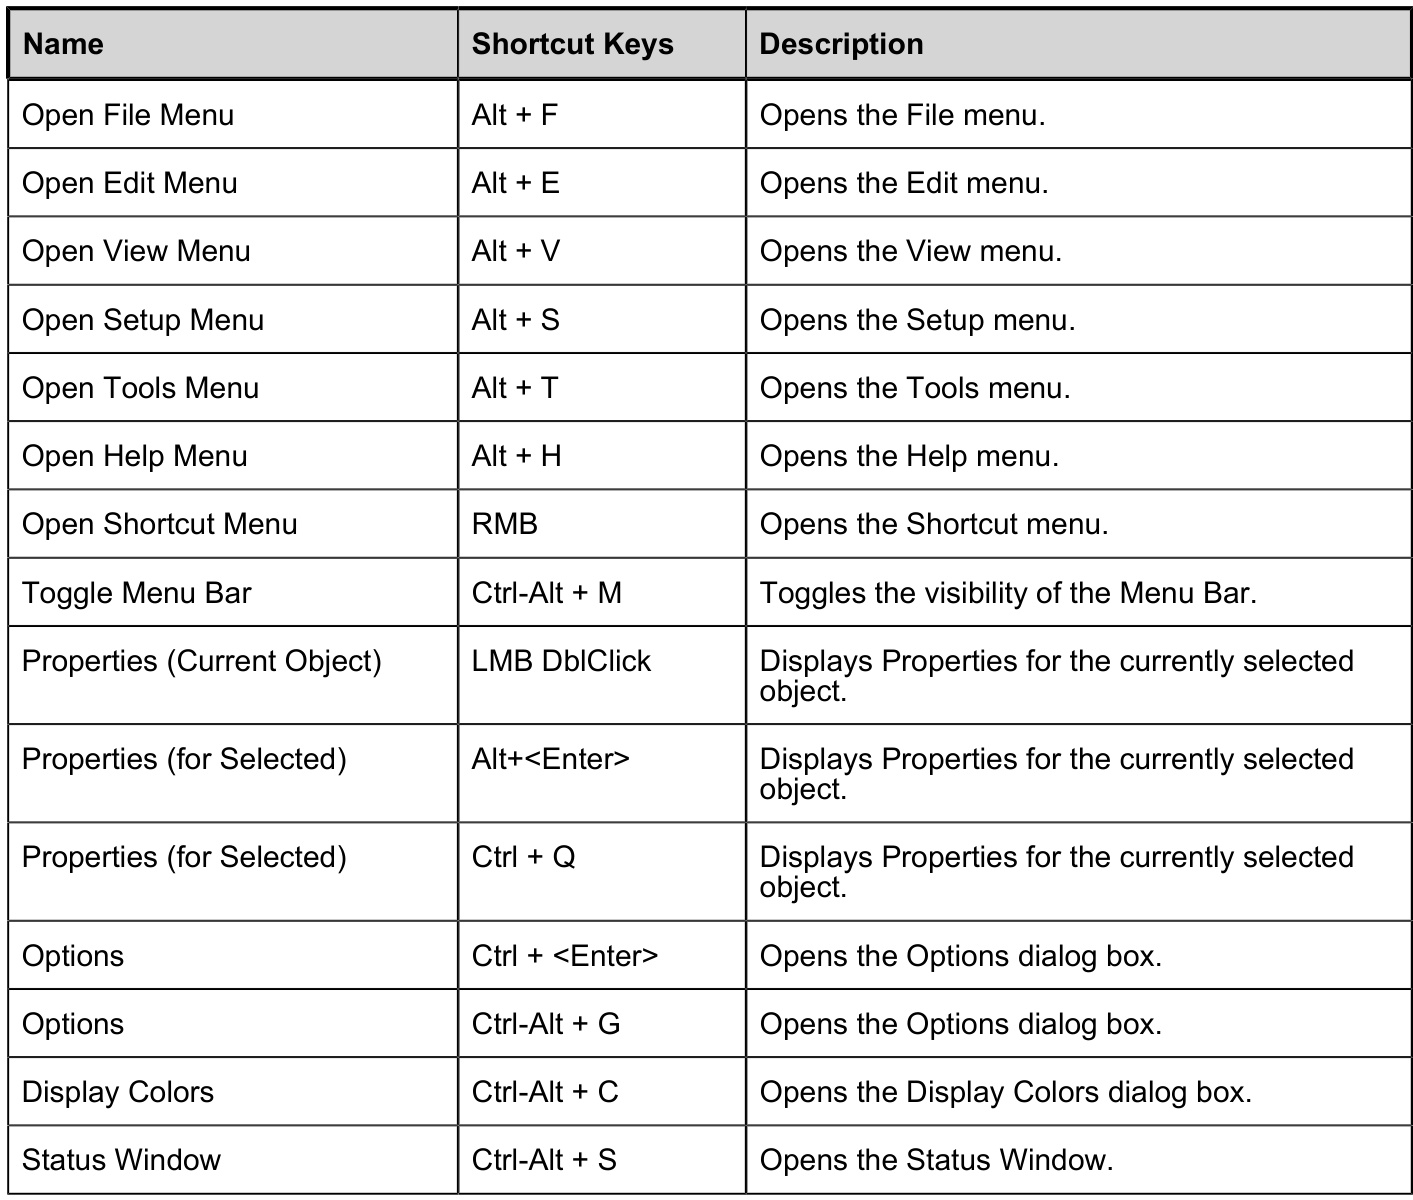 Name Shortcut Keys Description
Open File Menu Alt + F Opens the File menu.
Open Edit Menu Alt + E Opens the Edit menu.
Open View Menu Alt + V Opens the View menu.
Open Setup Menu Alt + S Opens the Setup menu.
Open Tools Menu Alt + T Opens the Tools menu.
Open Help Menu Alt + H Opens the Help menu.
Open Shortcut Menu RMB Opens the Shortcut menu.
Toggle Menu Bar Ctrl-Alt + M Toggles the visibility of the Menu Bar.
Properties (Current Object) LMB DblClick Displays Properties for the currently selected
object.
Properties (for Selected) Alt+<Enter> Displays Properties for the currently selected
object.
Properties (for Selected) Ctrl + Q Displays Properties for the currently selected
object.
Options Ctrl + <Enter> Opens the Options dialog box.
Options Ctrl-Alt + G Opens the Options dialog box.
Display Colors Ctrl-Alt + C Opens the Display Colors dialog box.
Status Window Ctrl-Alt + S Opens the Status Window.